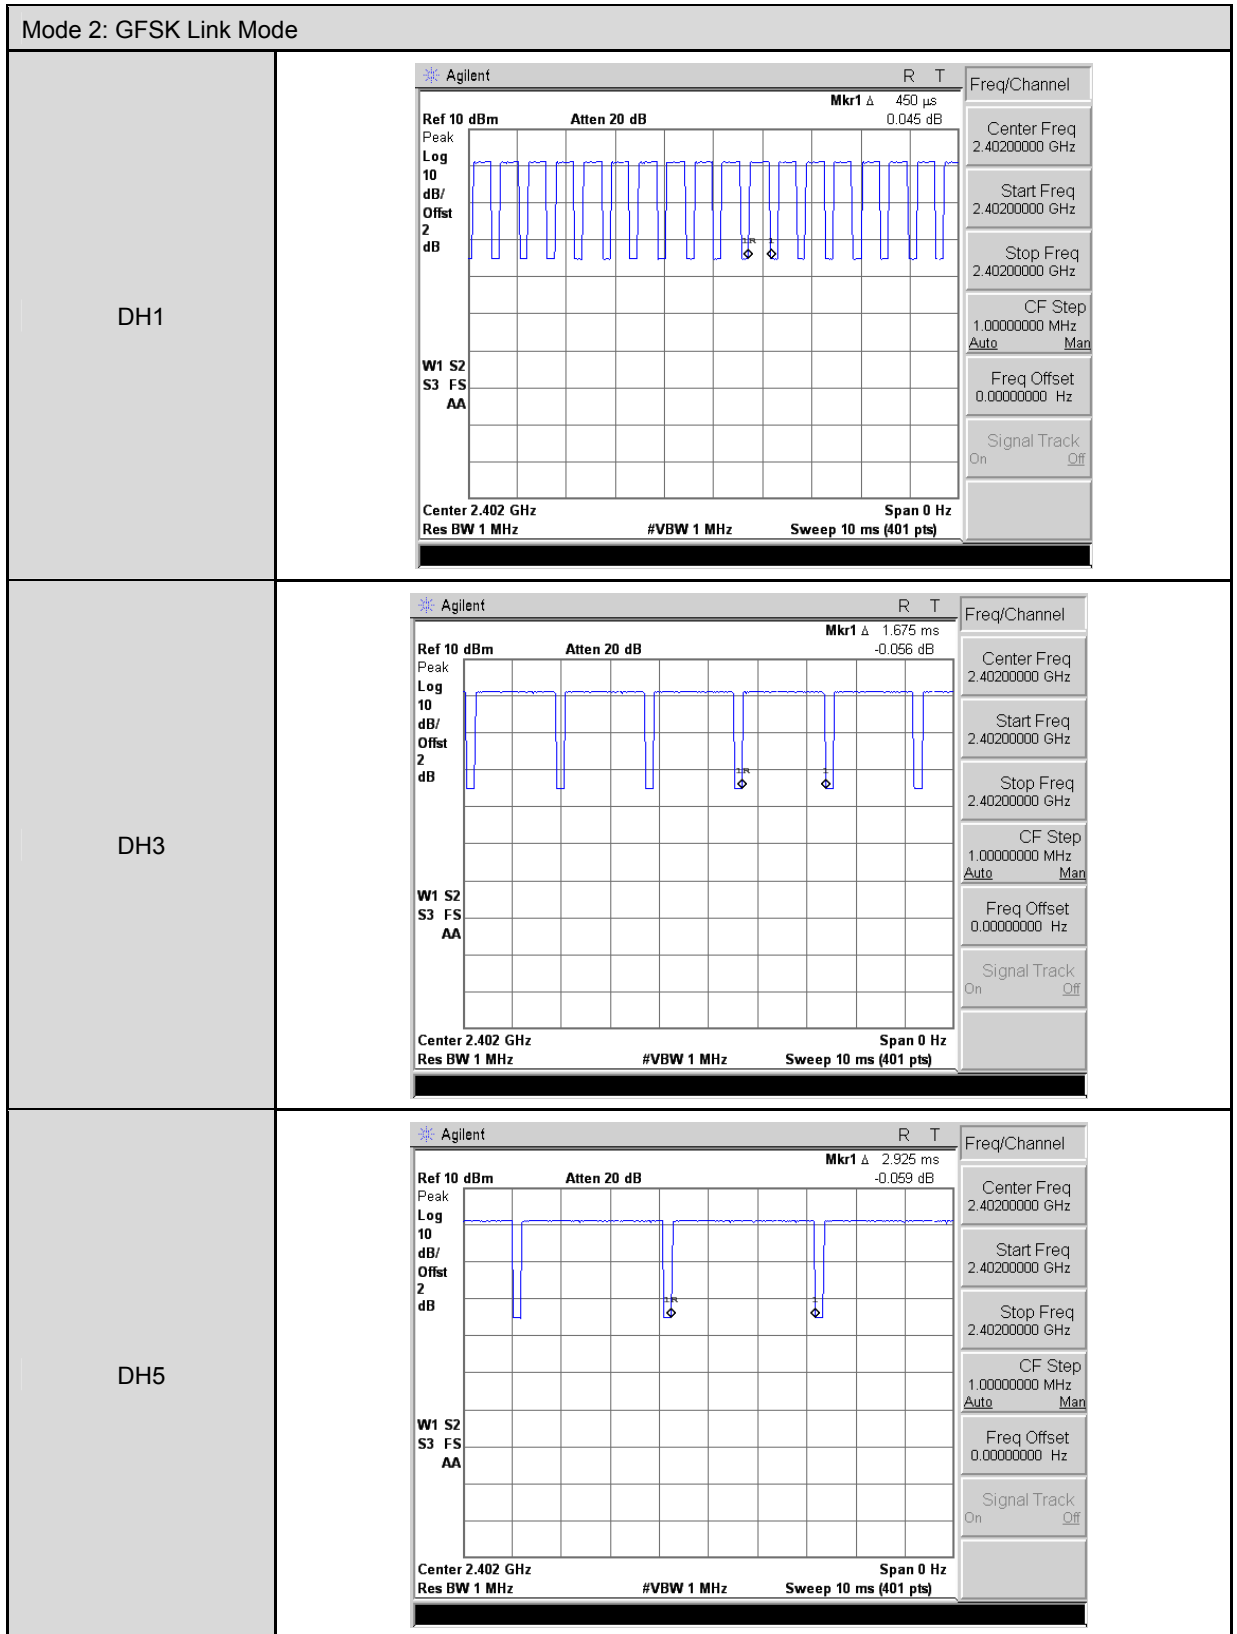 Mode 2: GFSK Link Mode
DH1
Agilent R T
Mkr1 Δ 450 µs
Ref 10 dBm Atten 20 dB 0.045 dB
Peak
Log
10
dB/
Offst
2
dB
1R 1
W1 S2
S3 FS
AA
Center 2.402 GHz Span 0 Hz
Res BW 1 MHz #VBW 1 MHz Sweep 10 ms (401 pts)
Freq/Channel
Center Freq
2.40200000 GHz
Start Freq
2.40200000 GHz
Stop Freq
2.40200000 GHz
CF Step
1.00000000 MHz
Auto Man
Freq Offset
0.00000000 Hz
Signal Track
On Off
DH3
Agilent R T
Mkr1 Δ 1.675 ms
Ref 10 dBm Atten 20 dB -0.056 dB
Peak
Log
10
dB/
Offst
2
dB
1R 1
W1 S2
S3 FS
AA
Center 2.402 GHz Span 0 Hz
Res BW 1 MHz #VBW 1 MHz Sweep 10 ms (401 pts)
Freq/Channel
Center Freq
2.40200000 GHz
Start Freq
2.40200000 GHz
Stop Freq
2.40200000 GHz
CF Step
1.00000000 MHz
Auto Man
Freq Offset
0.00000000 Hz
Signal Track
On Off
DH5
Agilent R T
Mkr1 Δ 2.925 ms
Ref 10 dBm Atten 20 dB -0.059 dB
Peak
Log
10
dB/
Offst
2
dB
1R 1
W1 S2
S3 FS
AA
Center 2.402 GHz Span 0 Hz
Res BW 1 MHz #VBW 1 MHz Sweep 10 ms (401 pts)
Freq/Channel
Center Freq
2.40200000 GHz
Start Freq
2.40200000 GHz
Stop Freq
2.40200000 GHz
CF Step
1.00000000 MHz
Auto Man
Freq Offset
0.00000000 Hz
Signal Track
On Off